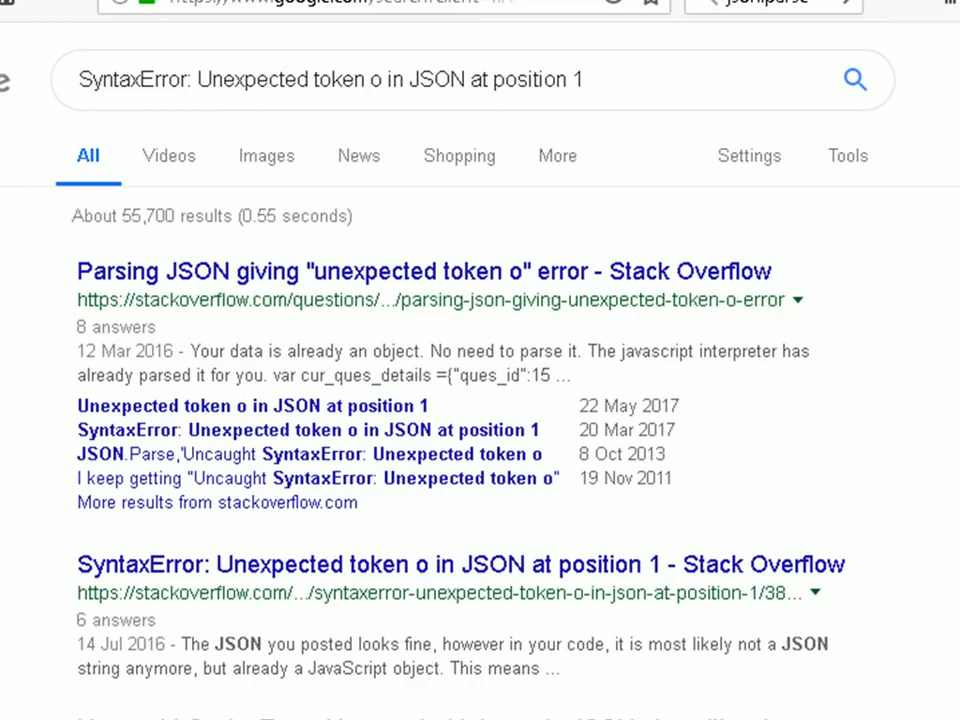 SyntaxError: Unexpected token o in JSON at position 1
All Videos Images News Shopping More Settings Tools
About 55,700 results (0.55 seconds)
Parsing JSON giving "unexpected token o" error - Stack Overflow
https://stackoverflow.com/questions/.../parsing-json-giving-unexpected-token-o-error
8 answers
12 Mar 2016 - Your data is already an object. No need to parse it. The javascript interpreter has
already parsed it for you. var cur_ques_details ={"ques_id":15 ...
Unexpected token o in JSON at position 1 22 May 2017
SyntaxError: Unexpected token o in JSON at position 1 20 Mar 2017
JSON.Parse,'Uncaught SyntaxError: Unexpected token o 8 Oct 2013
I keep getting "Uncaught SyntaxError: Unexpected token o" 19 Nov 2011
More results from stackoverflow.com
SyntaxError: Unexpected token o in JSON at position 1 - Stack Overflow
https://stackoverflow.com/.../syntaxerror-unexpected-token-o-in-json-at-position-1/38...
6 answers
14 Jul 2016 - The JSON you posted looks fine, however in your code, it is most likely not a JSON
string anymore, but already a JavaScript object. This means ...